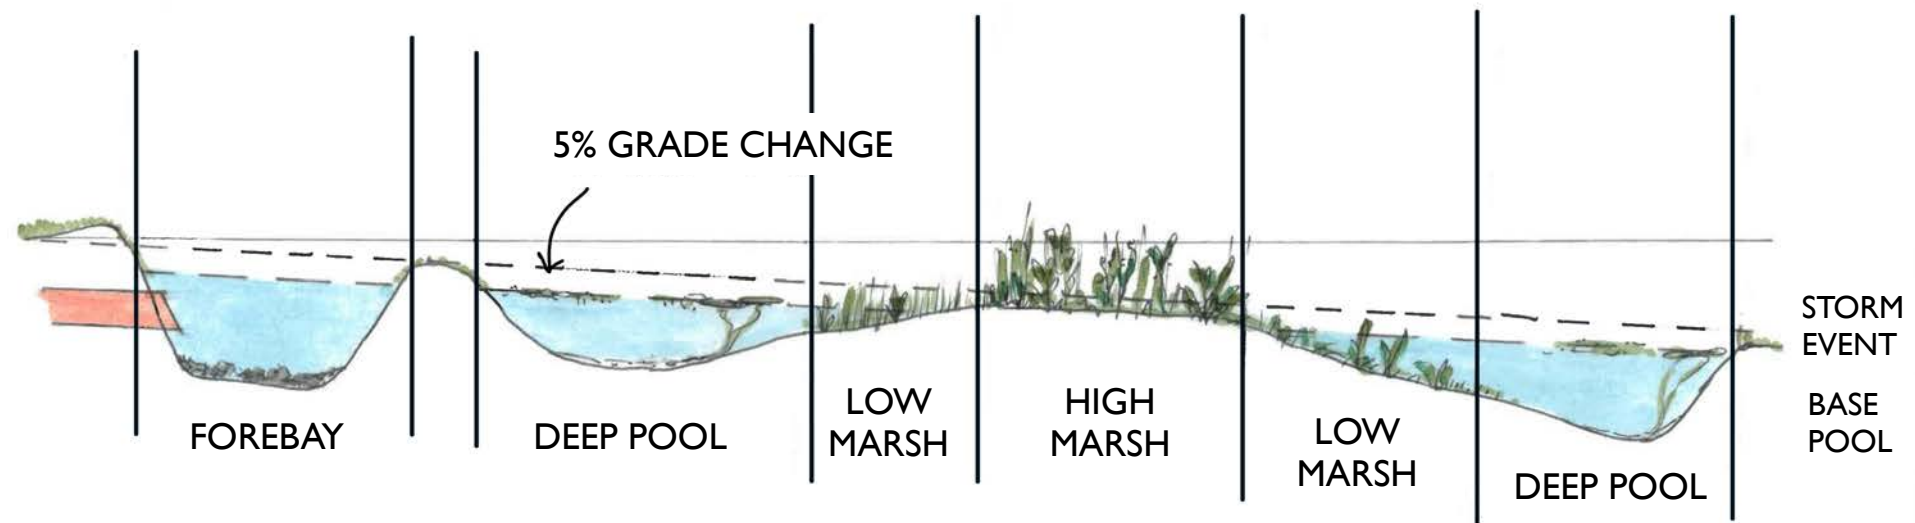 5% GRADE CHANGE
FOREBAY
DEEP POOL
LOW
MARSH
HIGH
MARSH
LOW
MARSH
DEEP POOL
STORM
EVENT
BASE
POOL